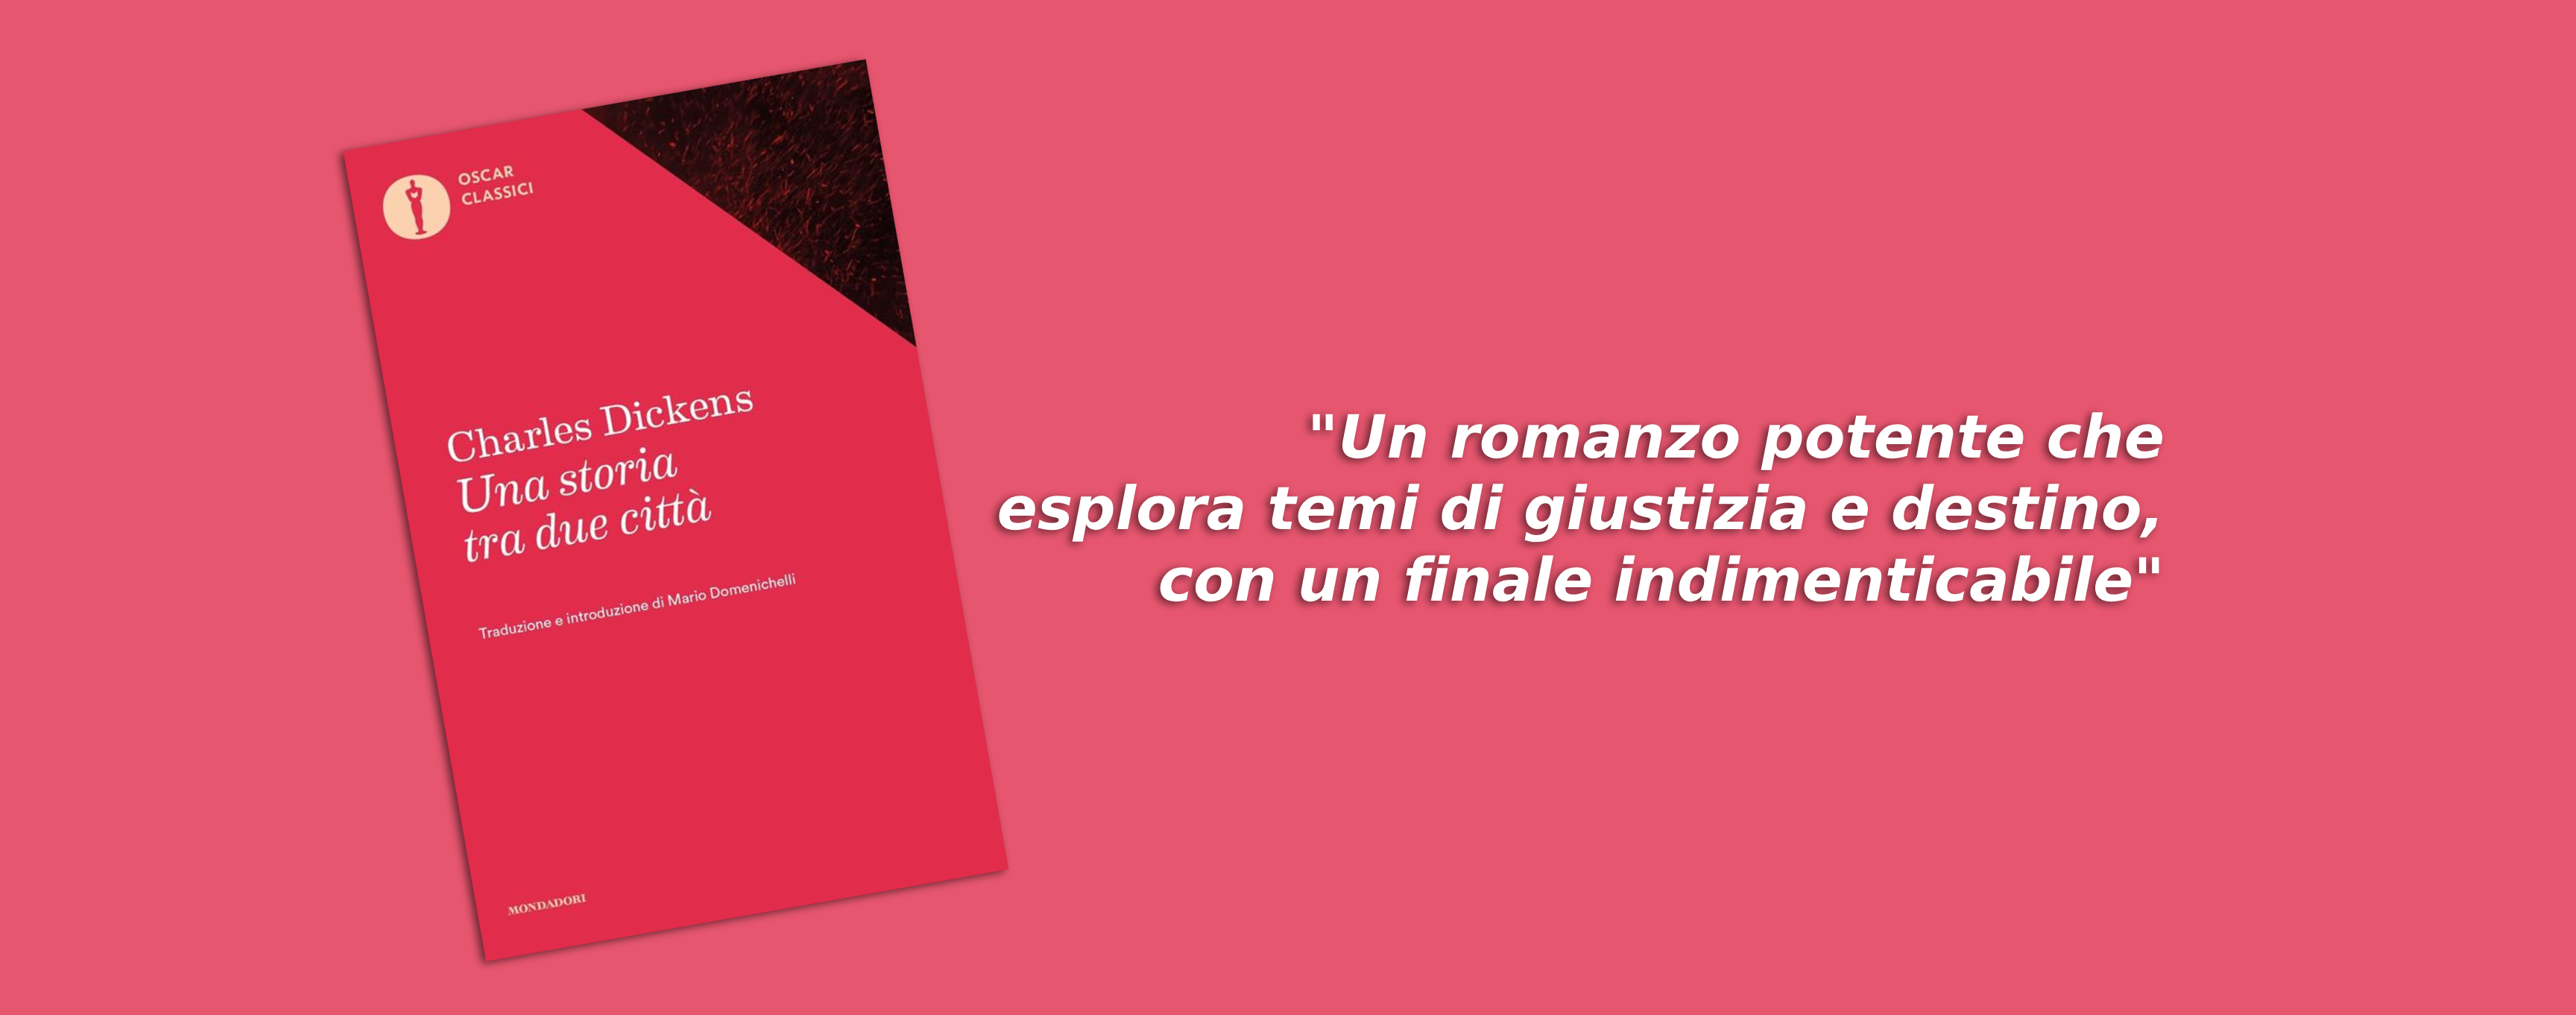 OSCAR
CLASSICI
Charles Dickens
Una storia
tra due città
Traduzione e introduzione di Mario Domenichelli
MONDADORI
"Un romanzo potente che
esplora temi di giustizia e destino,
con un finale indimenticabile"